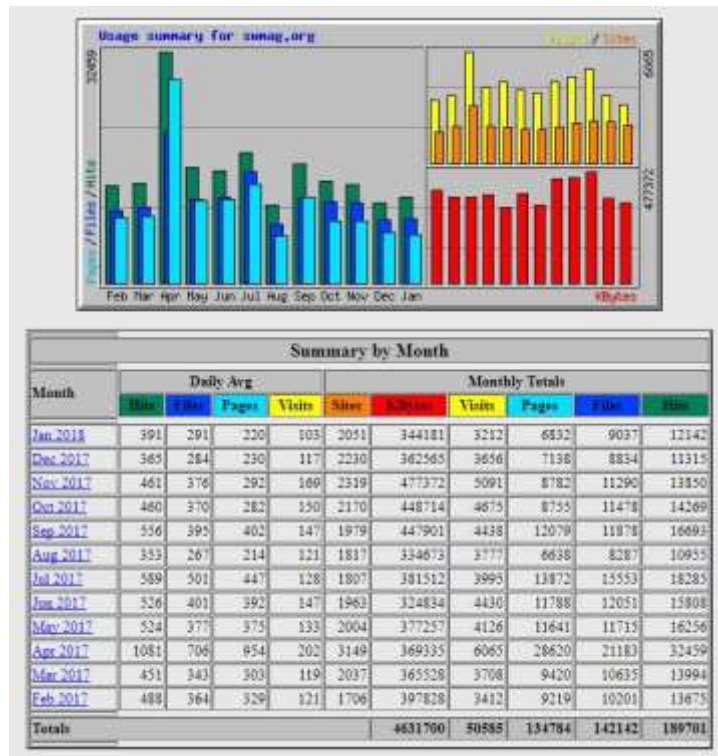 Usage summary for swmag.org
Visits / Sites
32459
6065
Pages / Files / Hits
477372
Feb Mar Apr May Jun Jul Aug Sep Oct Nov Dec Jan
KBytes
Summary by Month
Month Daily Avg Monthly Totals
Hits Files Pages Visits Sites KBytes Visits Pages Files Hits
Jan 2018 391 291 220 103 2051 344181 3212 6832 9037 12142
Dec 2017 365 284 230 117 2230 362565 3656 7138 8834 11315
Nov 2017 461 376 292 169 2319 477372 5091 8782 11290 13850
Oct 2017 460 370 282 150 2170 448714 4675 8755 11478 14269
Sep 2017 556 395 402 147 1979 447901 4438 12079 11878 16693
Aug 2017 353 267 214 121 1817 334673 3777 6638 8287 10955
Jul 2017 589 501 447 128 1807 381512 3995 13872 15553 18285
Jun 2017 526 401 392 147 1963 324834 4430 11788 12051 15808
May 2017 524 377 375 133 2004 377257 4126 11641 11715 16256
Apr 2017 1081 706 954 202 3149 369335 6065 28620 21183 32459
Mar 2017 451 343 303 119 2037 365528 3708 9420 10635 13994
Feb 2017 488 364 329 121 1706 397828 3412 9219 10201 13675
Totals 4631700 50585 134784 142142 189701